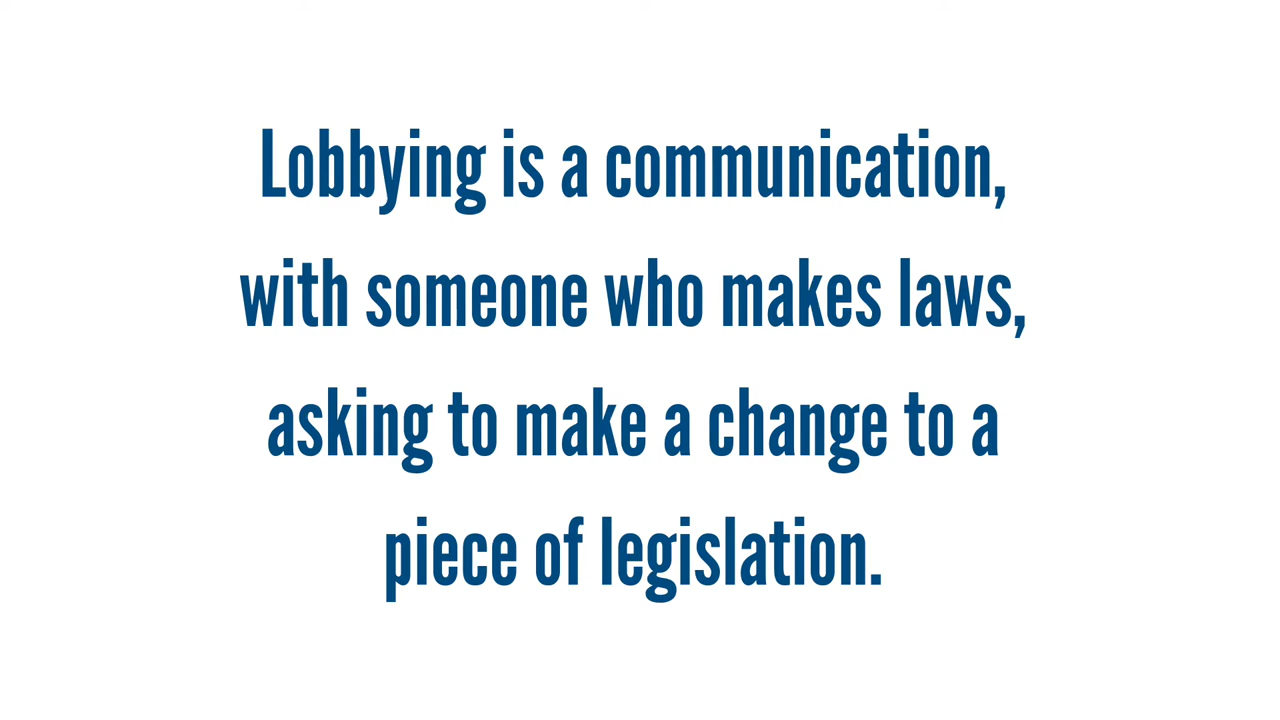 Lobbying is a communication,
with someone who makes laws,
asking to make a change to a
piece of legislation.